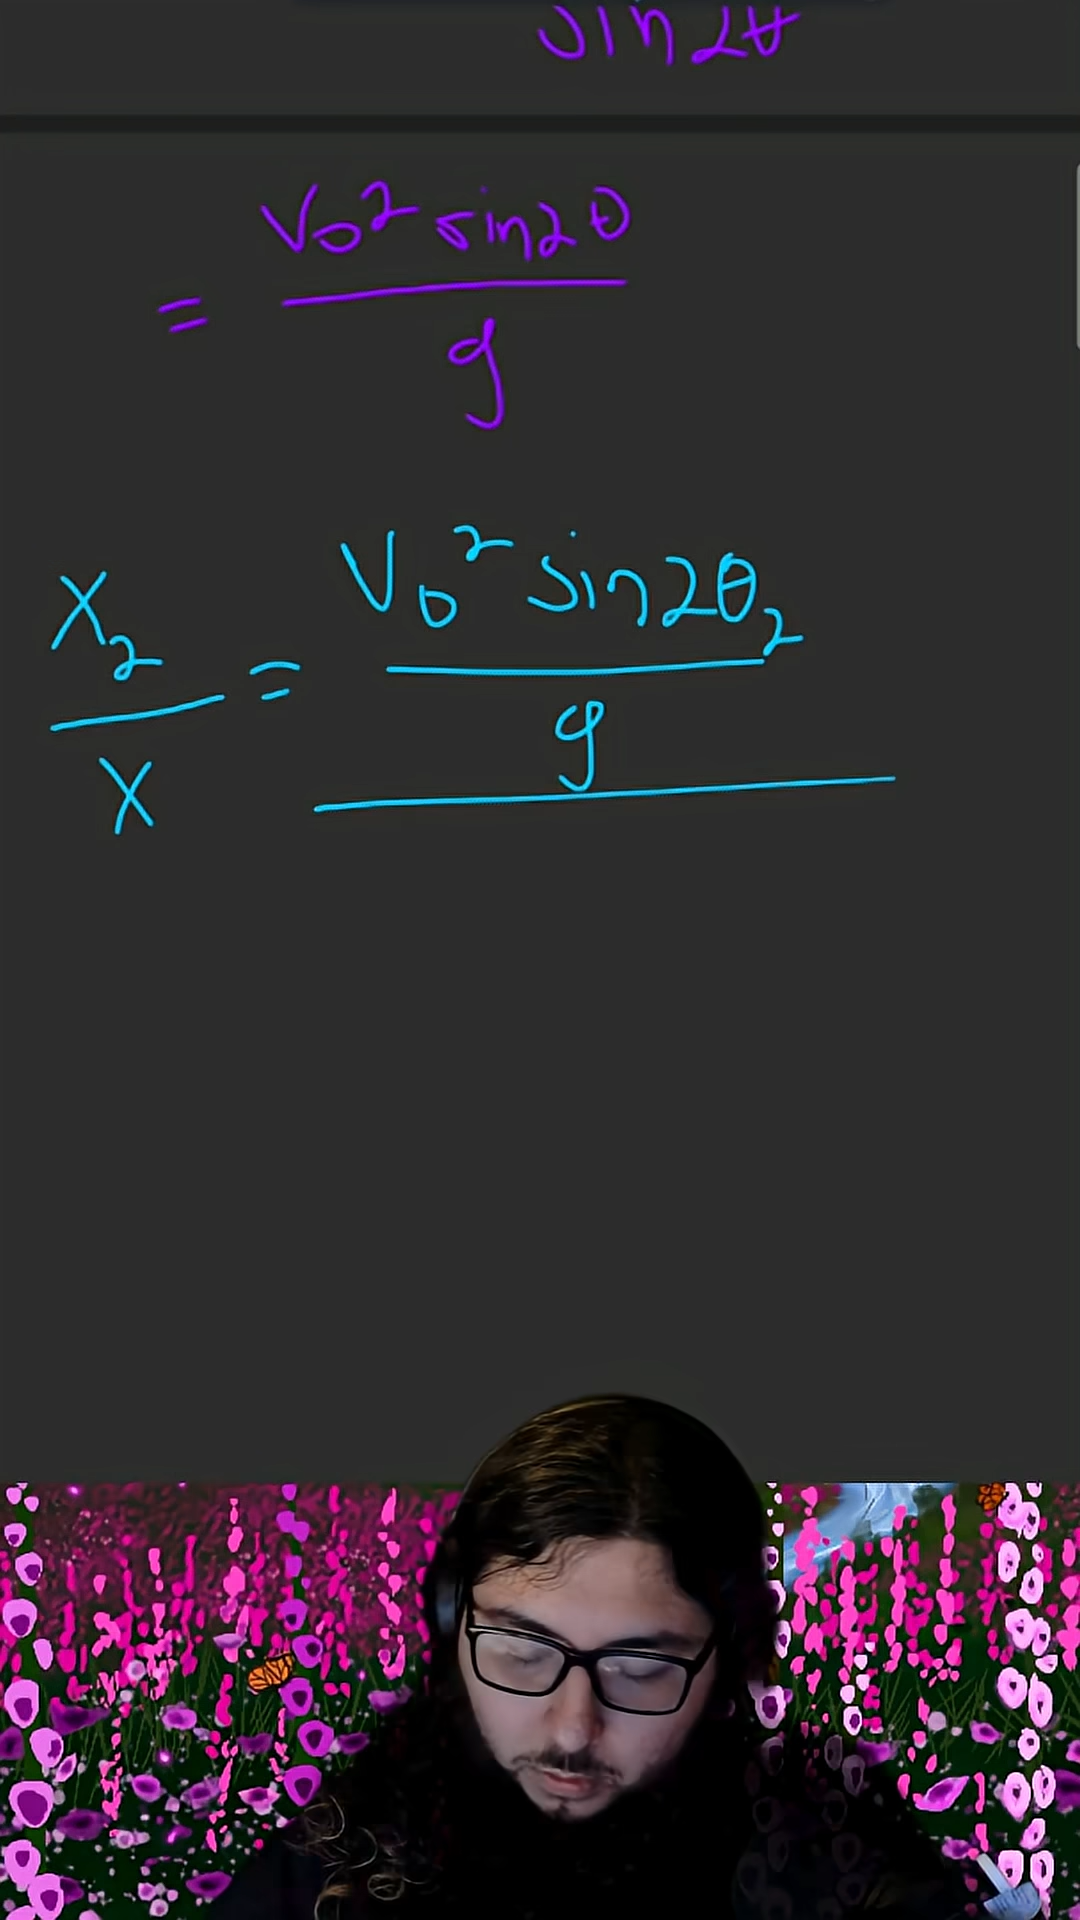 sin2θ
= v₀² sin2θ / g
x₂ / x = (v₀² sin2θ₂ / g) /